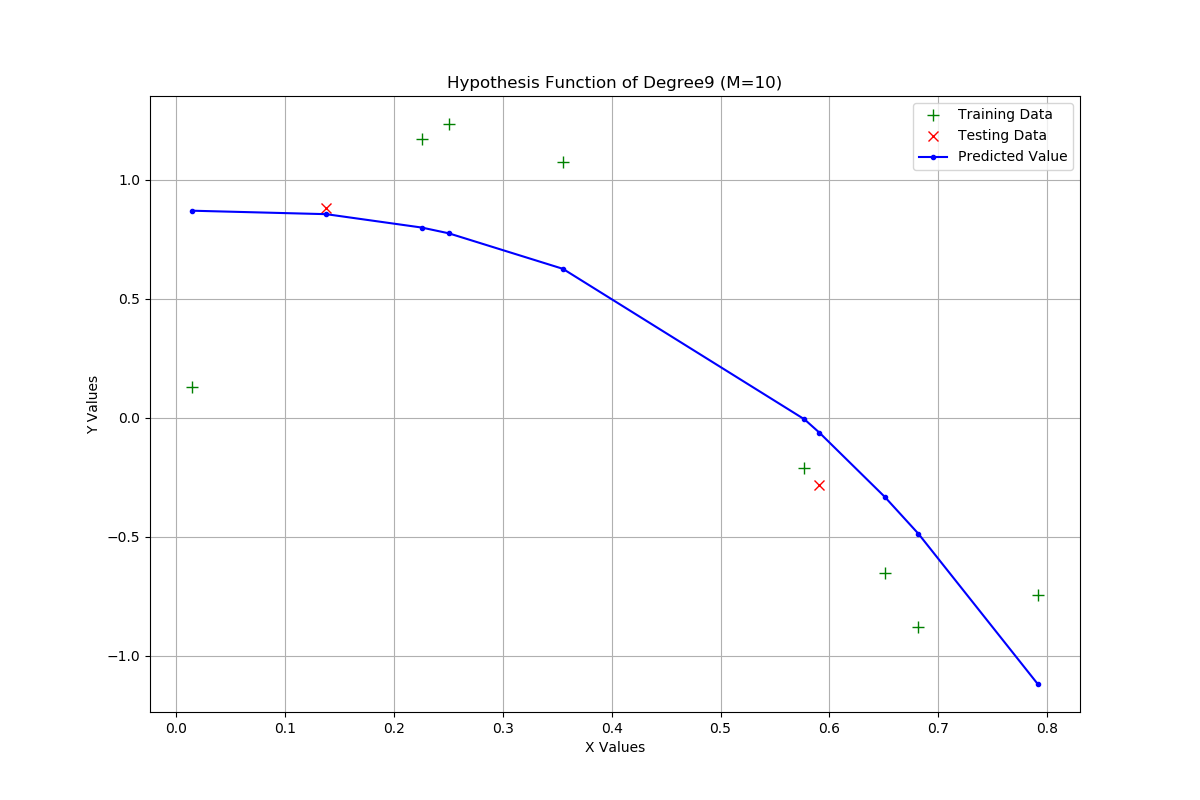 Hypothesis Function of Degree9 (M=10)
Training Data
Testing Data
Predicted Value
1.0
0.5
0.0
−0.5
−1.0
Y Values
0.0 0.1 0.2 0.3 0.4 0.5 0.6 0.7 0.8
X Values